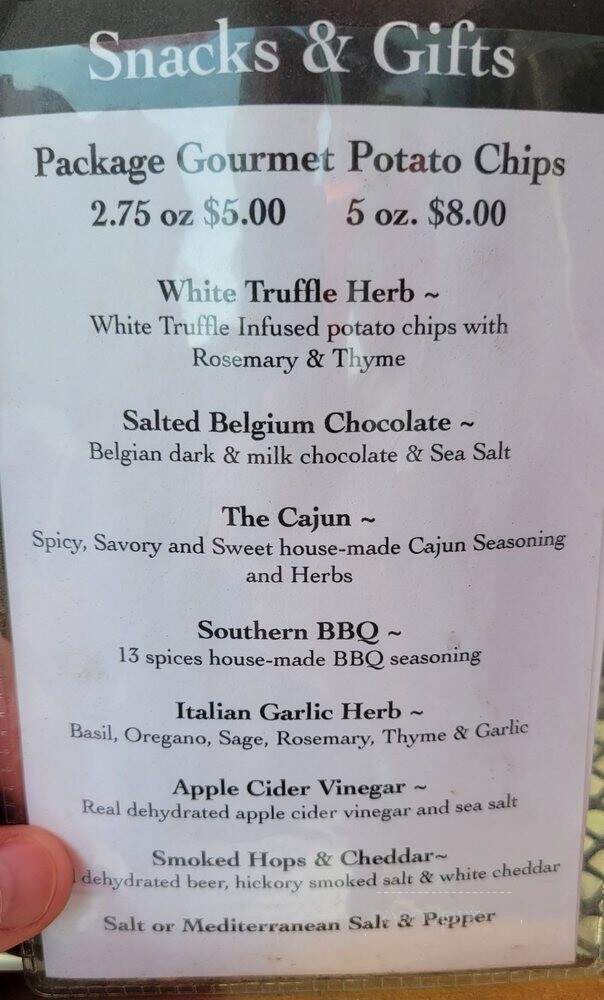 Snacks & Gifts
Package Gourmet Potato Chips
2.75 oz $5.00 5 oz. $8.00
White Truffle Herb ~
White Truffle Infused potato chips with
Rosemary & Thyme
Salted Belgium Chocolate ~
Belgian dark & milk chocolate & Sea Salt
The Cajun ~
Spicy, Savory and Sweet house-made Cajun Seasoning
and Herbs
Southern BBQ ~
13 spices house-made BBQ seasoning
Italian Garlic Herb ~
Basil, Oregano, Sage, Rosemary, Thyme & Garlic
Apple Cider Vinegar ~
Real dehydrated apple cider vinegar and sea salt
Smoked Hops & Cheddar~
dehydrated beer, hickory smoked salt & white cheddar
Salt or Mediterranean Salt & Pepper